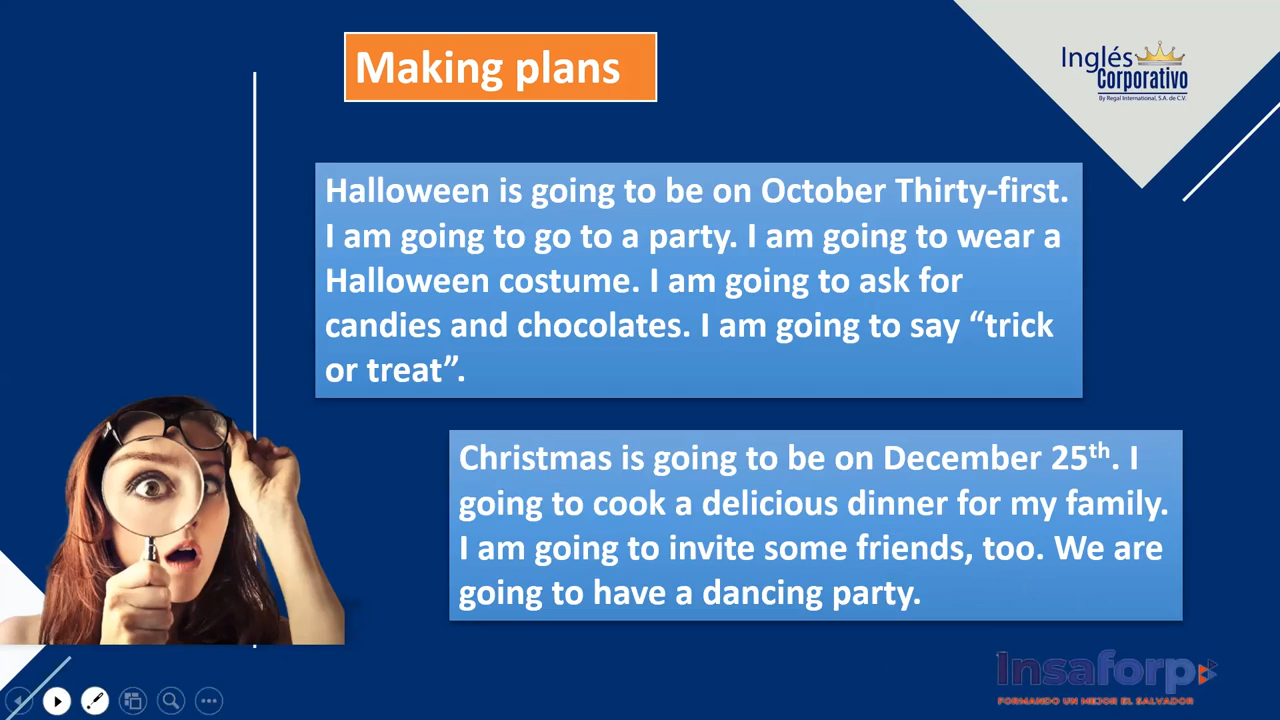 Making plans
Inglés
Corporativo
By Regal International, S.A. de C.V.
Halloween is going to be on October Thirty-first.
I am going to go to a party. I am going to wear a
Halloween costume. I am going to ask for
candies and chocolates. I am going to say “trick
or treat”.
Christmas is going to be on December 25th. I
going to cook a delicious dinner for my family.
I am going to invite some friends, too. We are
going to have a dancing party.
Insaforp
FORMANDO UN MEJOR EL SALVADOR